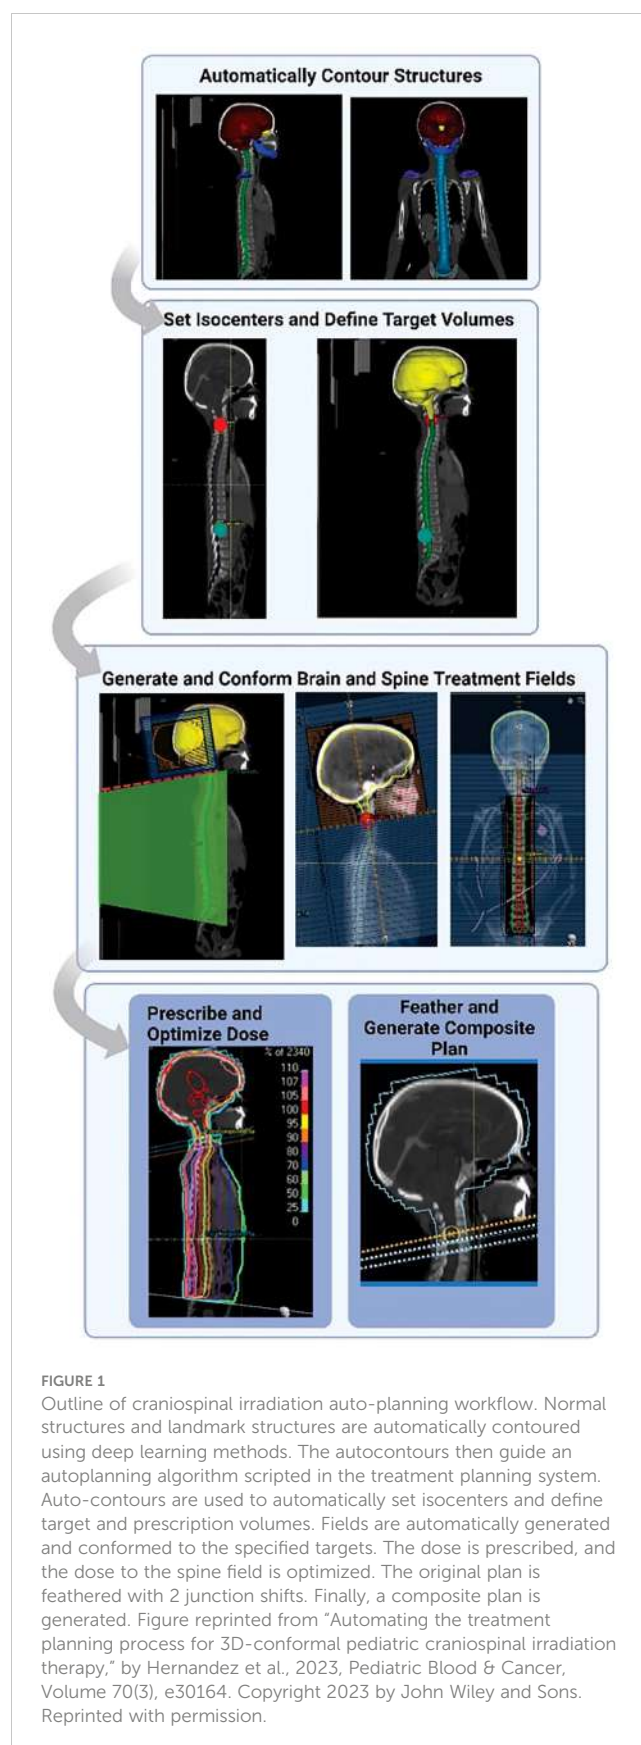 Automatically Contour Structures
Set Isocenters and Define Target Volumes
Generate and Conform Brain and Spine Treatment Fields
Prescribe and
Optimize Dose
% of 2340
110
107
105
100
95
90
80
70
60
50
25
0
Feather and
Generate Composite
Plan
FIGURE 1
Outline of craniospinal irradiation auto-planning workflow. Normal
structures and landmark structures are automatically contoured
using deep learning methods. The autocontours then guide an
autoplanning algorithm scripted in the treatment planning system.
Auto-contours are used to automatically set isocenters and define
target and prescription volumes. Fields are automatically generated
and conformed to the specified targets. The dose is prescribed, and
the dose to the spine field is optimized. The original plan is
feathered with 2 junction shifts. Finally, a composite plan is
generated. Figure reprinted from “Automating the treatment
planning process for 3D-conformal pediatric craniospinal irradiation
therapy,” by Hernandez et al., 2023, Pediatric Blood & Cancer,
Volume 70(3), e30164. Copyright 2023 by John Wiley and Sons.
Reprinted with permission.